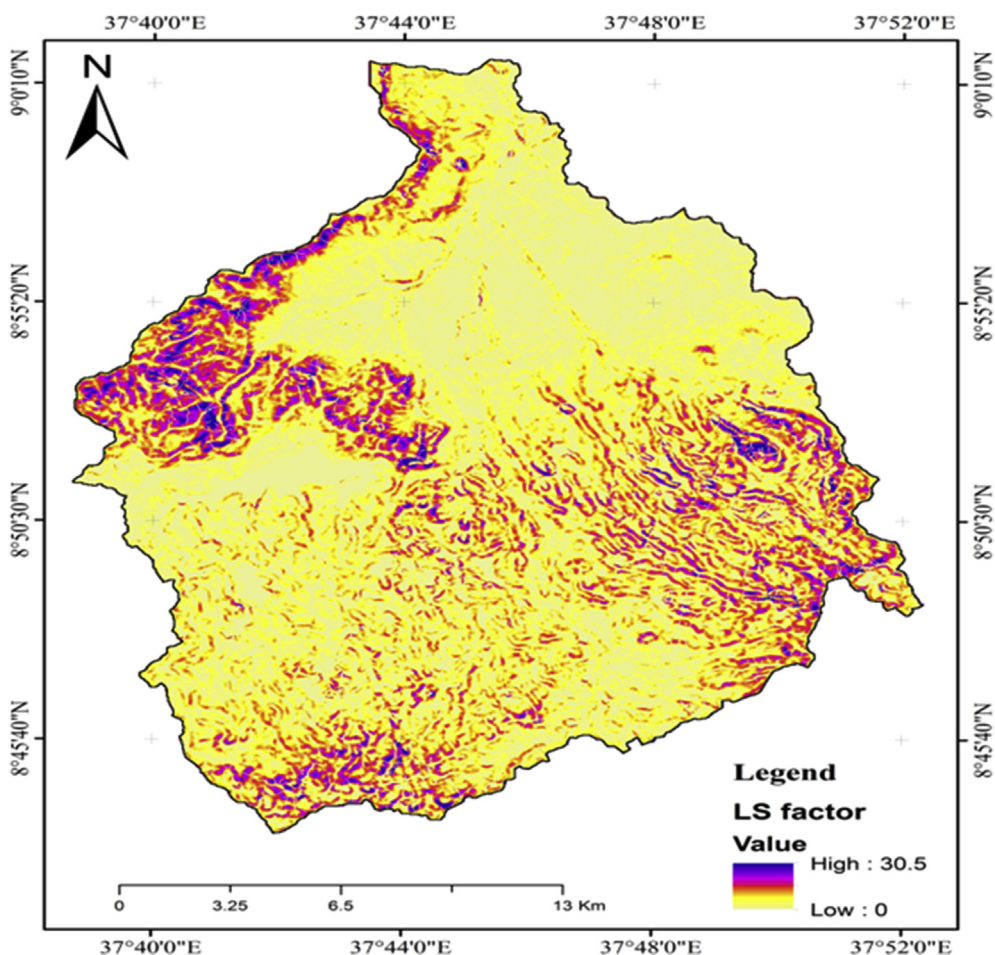 37°40'0"E 37°44'0"E 37°48'0"E 37°52'0"E
N
9°0'10"N 9°0'10"N
8°55'20"N 8°55'20"N
8°50'30"N 8°50'30"N
8°45'40"N 8°45'40"N
Legend
LS factor
Value
High : 30.5
Low : 0
0 3.25 6.5 13 Km
37°40'0"E 37°44'0"E 37°48'0"E 37°52'0"E